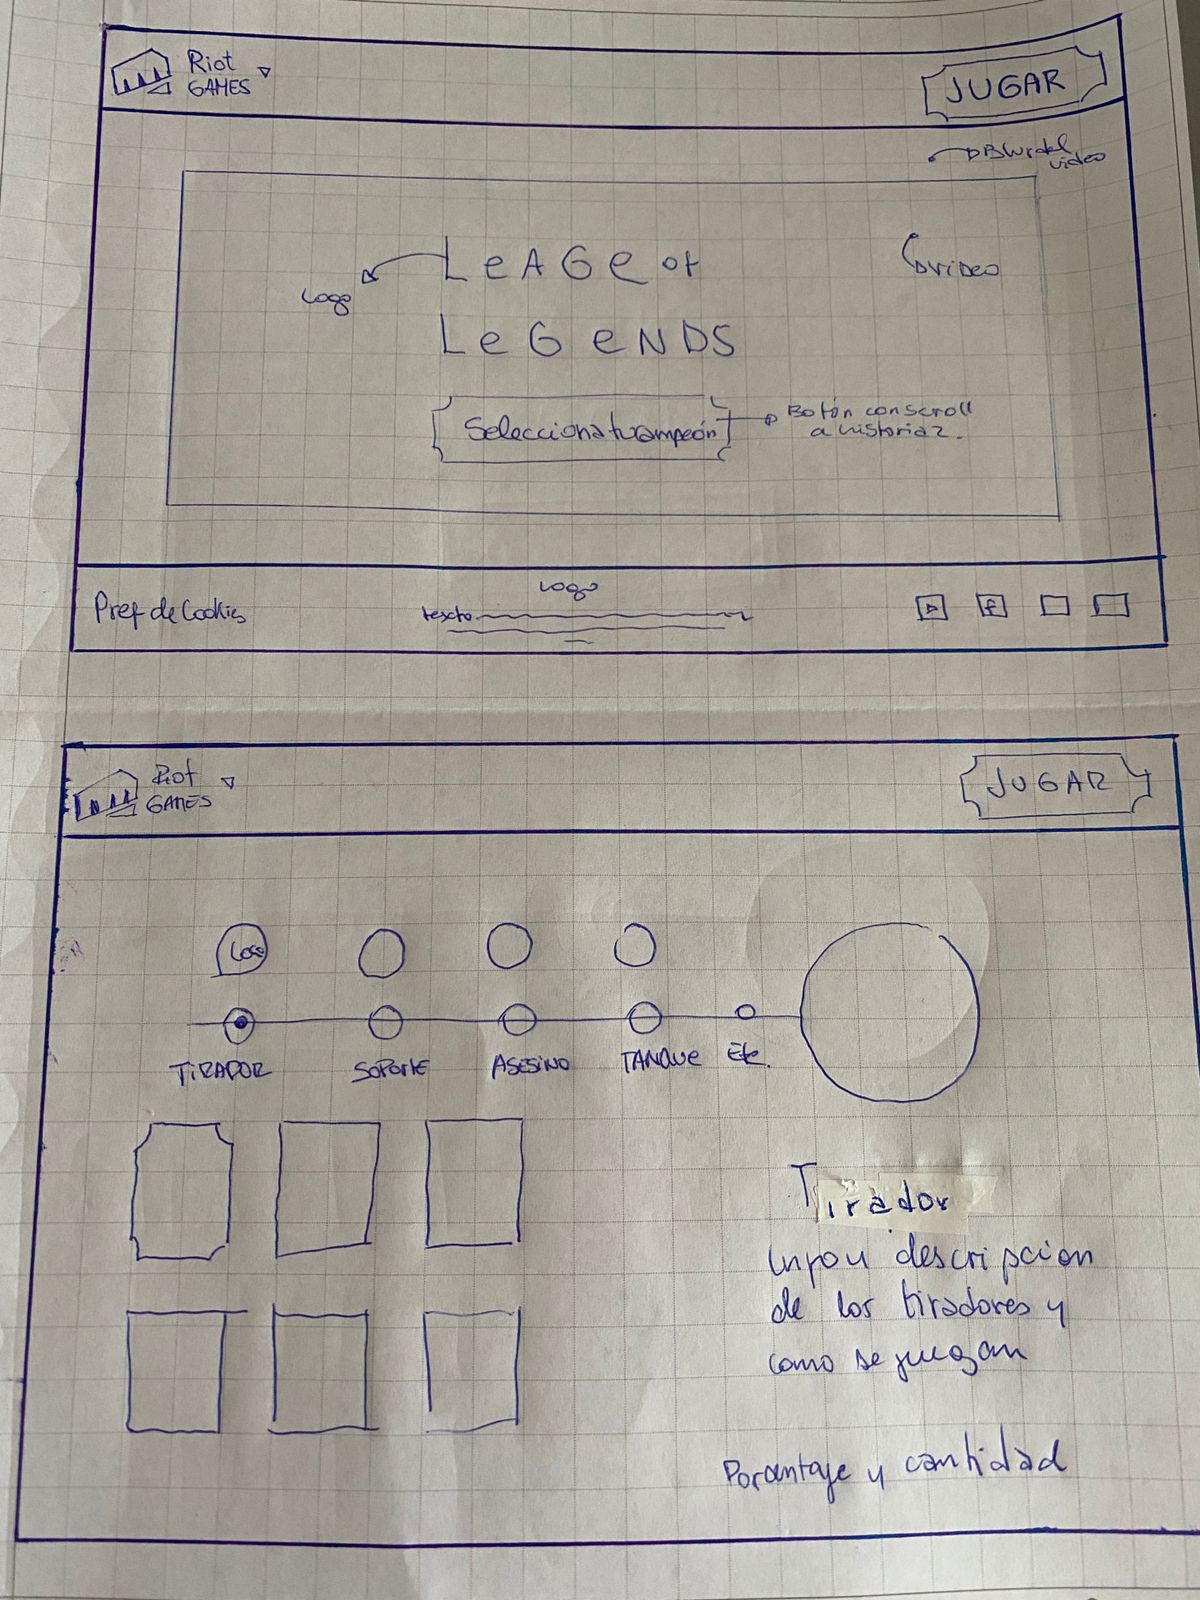 Riot
GAMES
JUGAR
Blur del
video
LeAGe of
LeGeNDS
Logo
video
Selecciona tu campeón
Botón con scroll
a historia 2.
Pref de Cookies
Logo
texto
Riot
GAMES
JUGAR
Logo
TIRADOR
SOPORTE
ASESINO
TANQUE
Etc.
Tirador
info y descripcion
de los tiradores y
como se juegan
Porcentaje y cantidad